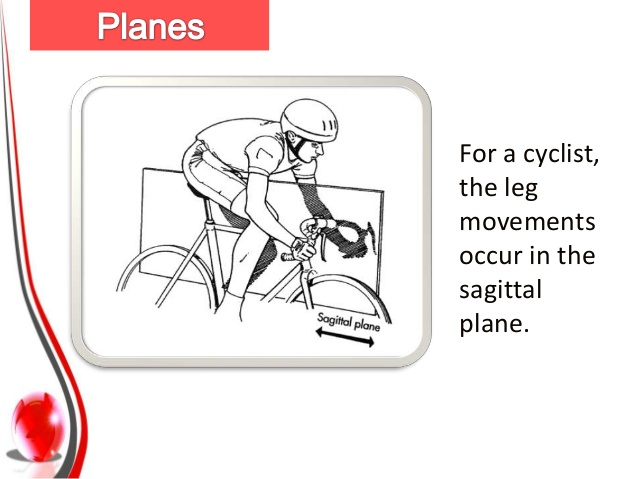 Planes
For a cyclist,
the leg
movements
occur in the
sagittal
plane.
Sagittal plane